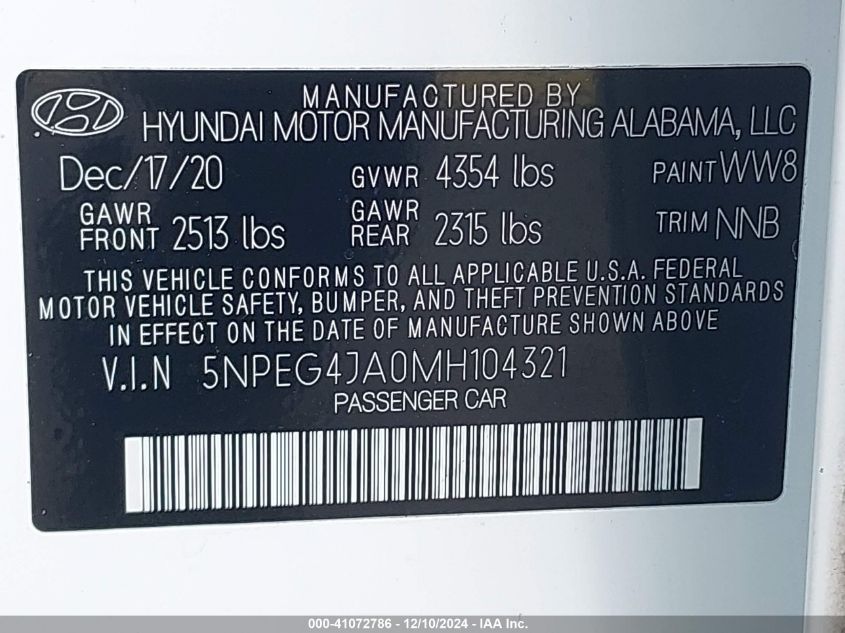 MANUFACTURED BY
HYUNDAI MOTOR MANUFACTURING ALABAMA, LLC
Dec/17/20 GVWR 4354 lbs PAINT WW8
GAWR FRONT 2513 lbs GAWR REAR 2315 lbs TRIM NNB
THIS VEHICLE CONFORMS TO ALL APPLICABLE U.S.A. FEDERAL
MOTOR VEHICLE SAFETY, BUMPER, AND THEFT PREVENTION STANDARDS
IN EFFECT ON THE DATE OF MANUFACTURE SHOWN ABOVE
V.I.N 5NPEG4JA0MH104321
PASSENGER CAR
000-41072786 - 12/10/2024 - IAA Inc.